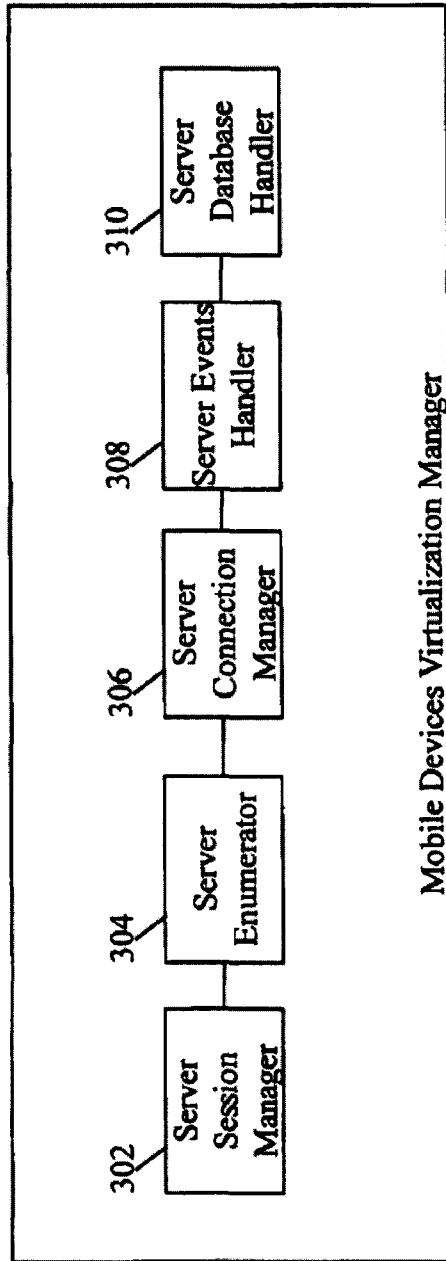 302
Server
Session
Manager
304
Server
Enumerator
306
Server
Connection
Manager
308
Server Events
Handler
310
Server
Database
Handler
Mobile Devices Virtualization Manager